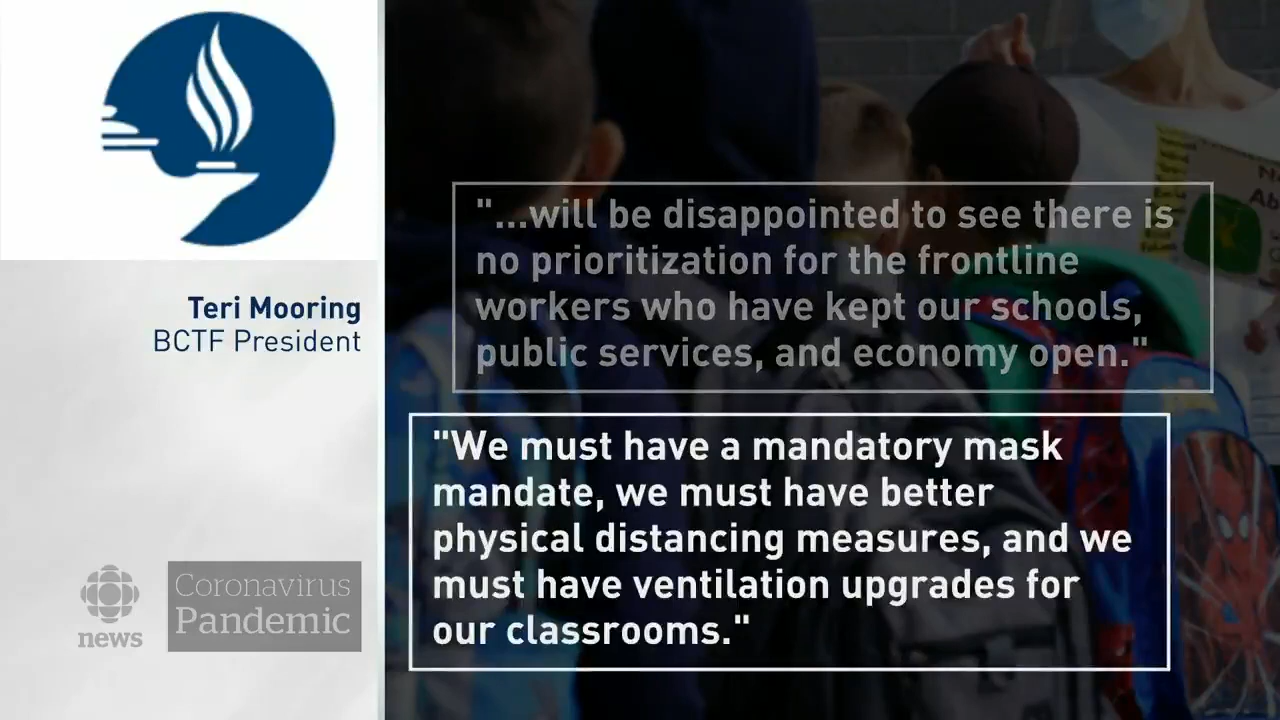 Teri Mooring
BCTF President
"...will be disappointed to see there is
no prioritization for the frontline
workers who have kept our schools,
public services, and economy open."
"We must have a mandatory mask
mandate, we must have better
physical distancing measures, and we
must have ventilation upgrades for
our classrooms."
news
Coronavirus
Pandemic